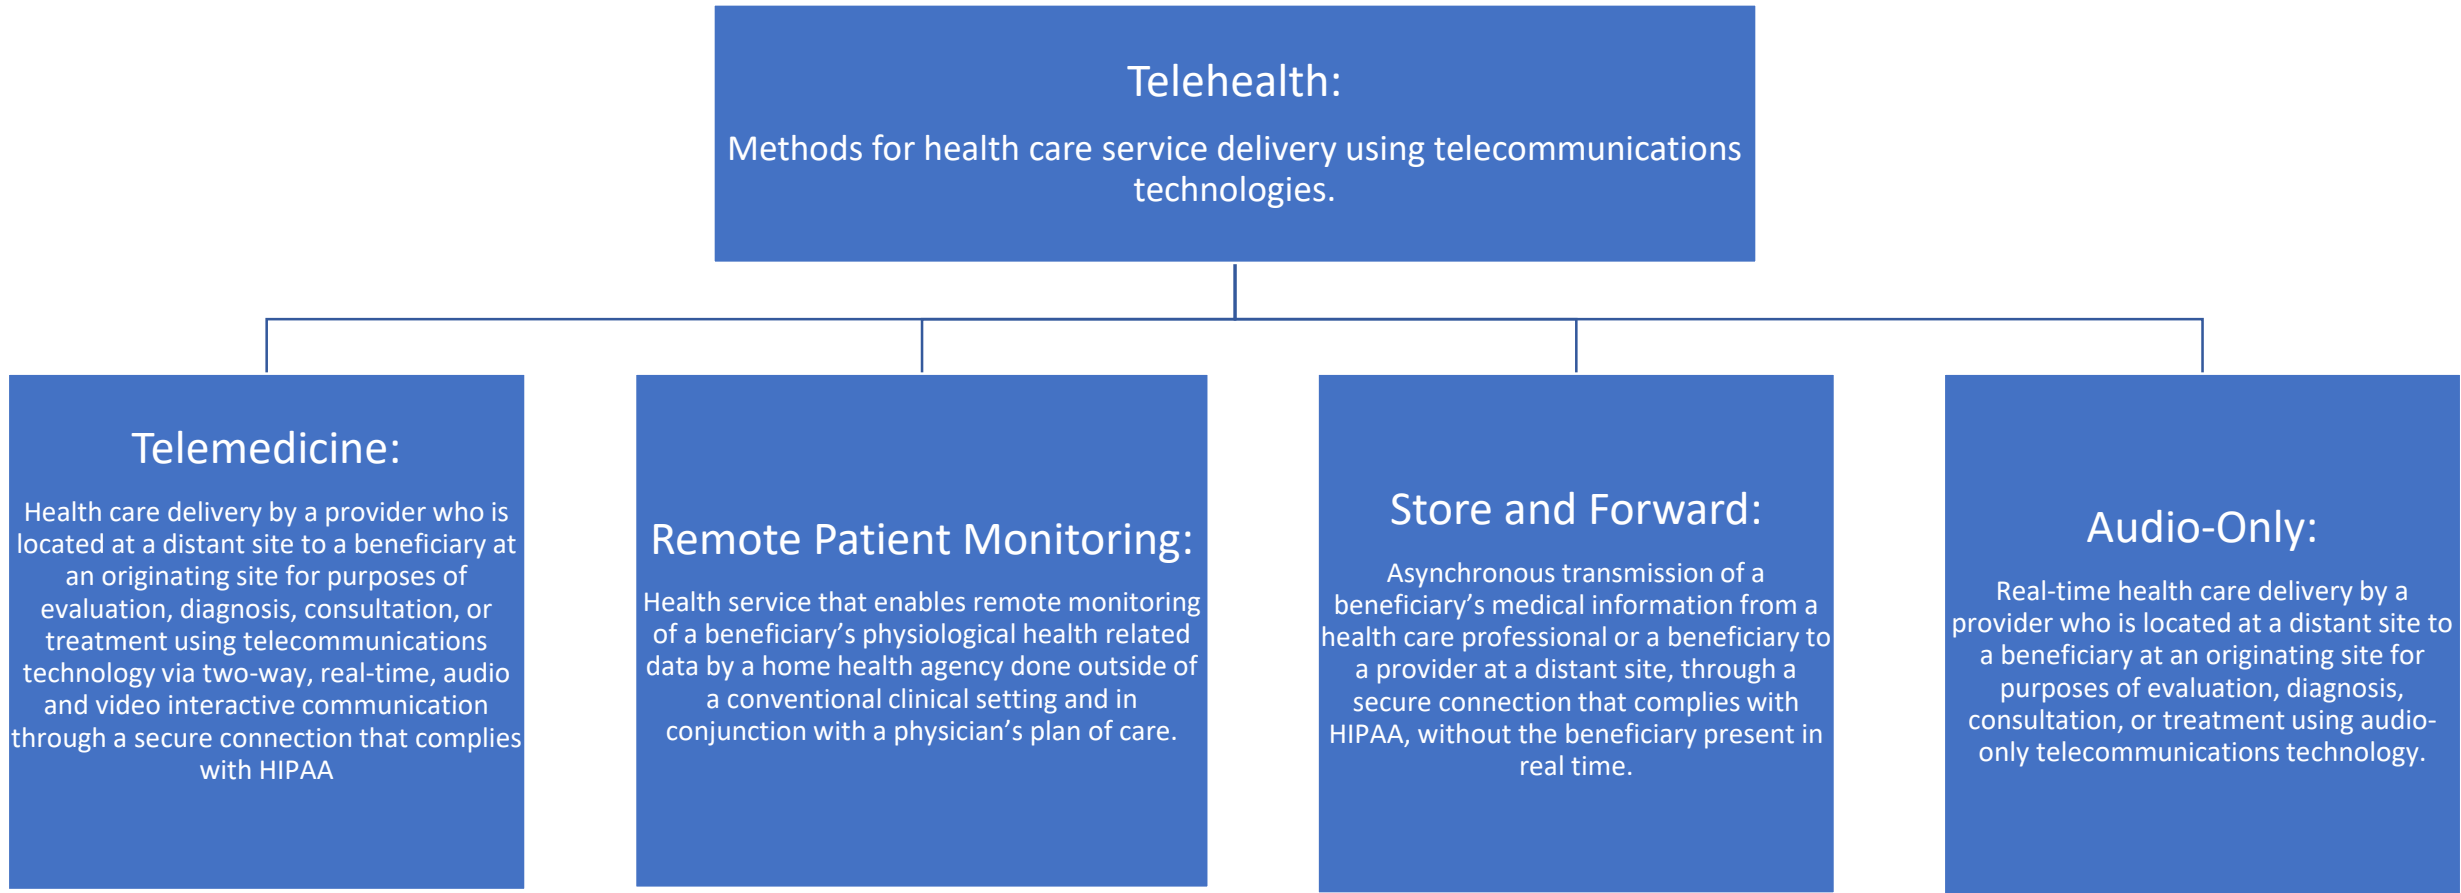 Telehealth:
Methods for health care service delivery using telecommunications
technologies.
Telemedicine:
Health care delivery by a provider who is
located at a distant site to a beneficiary at
an originating site for purposes of
evaluation, diagnosis, consultation, or
treatment using telecommunications
technology via two-way, real-time, audio
and video interactive communication
through a secure connection that complies
with HIPAA
Remote Patient Monitoring:
Health service that enables remote monitoring
of a beneficiary’s physiological health related
data by a home health agency done outside of
a conventional clinical setting and in
conjunction with a physician’s plan of care.
Store and Forward:
Asynchronous transmission of a
beneficiary’s medical information from a
health care professional or a beneficiary to
a provider at a distant site, through a
secure connection that complies with
HIPAA, without the beneficiary present in
real time.
Audio-Only:
Real-time health care delivery by a
provider who is located at a distant site to
a beneficiary at an originating site for
purposes of evaluation, diagnosis,
consultation, or treatment using audio-
only telecommunications technology.